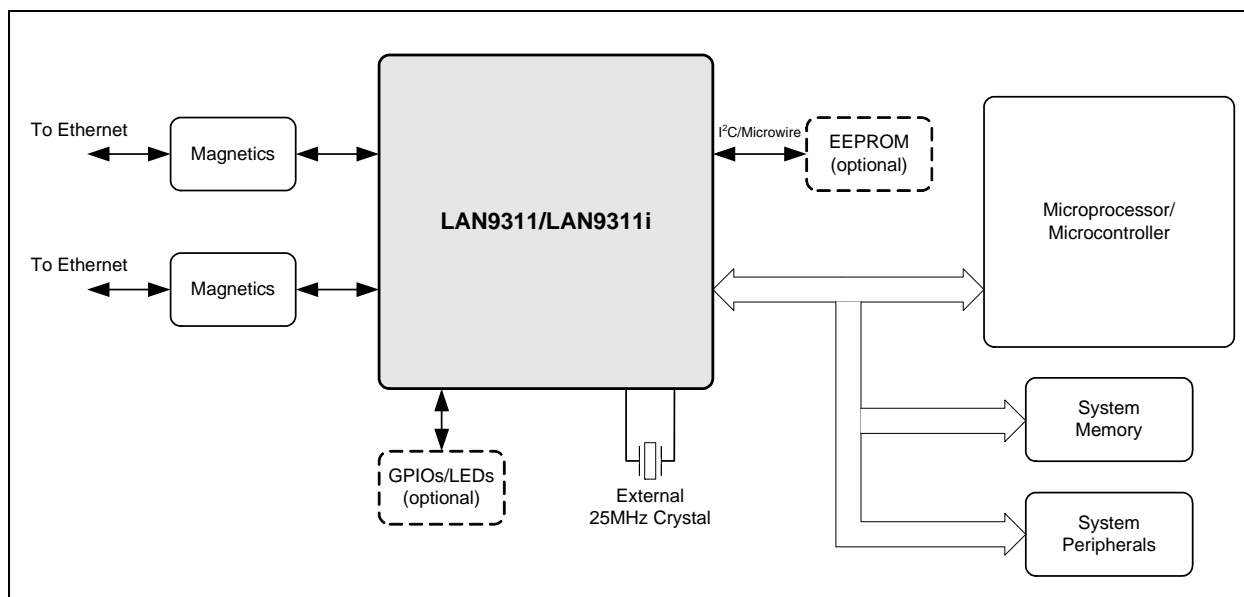 To Ethernet
Magnetics
To Ethernet
Magnetics
LAN9311/LAN9311i
I²C/Microwire
EEPROM
(optional)
Microprocessor/
Microcontroller
GPIOs/LEDs
(optional)
External
25MHz Crystal
System
Memory
System
Peripherals